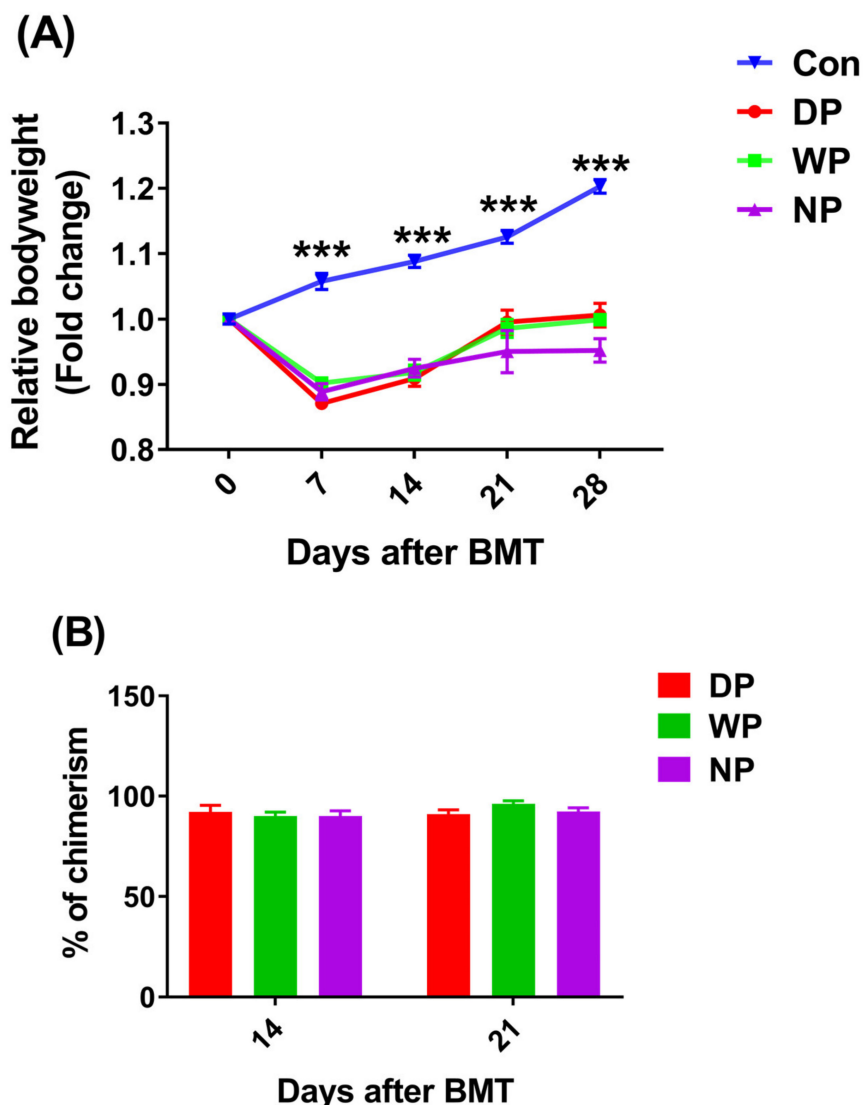 (A)
Con
DP
WP
NP
Relative bodyweight
(Fold change)
1.3
1.2
1.1
1.0
0.9
0.8
***
***
***
***
0
7
14
21
28
Days after BMT
(B)
DP
WP
NP
% of chimerism
150
100
50
0
14
21
Days after BMT